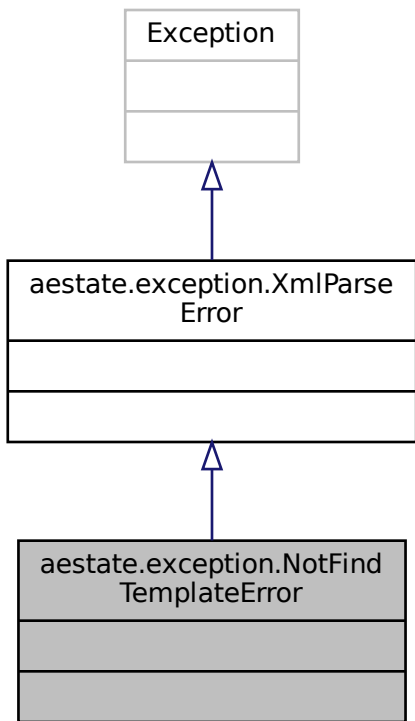 Exception
aestate.exception.XmlParse
Error
aestate.exception.NotFind
TemplateError